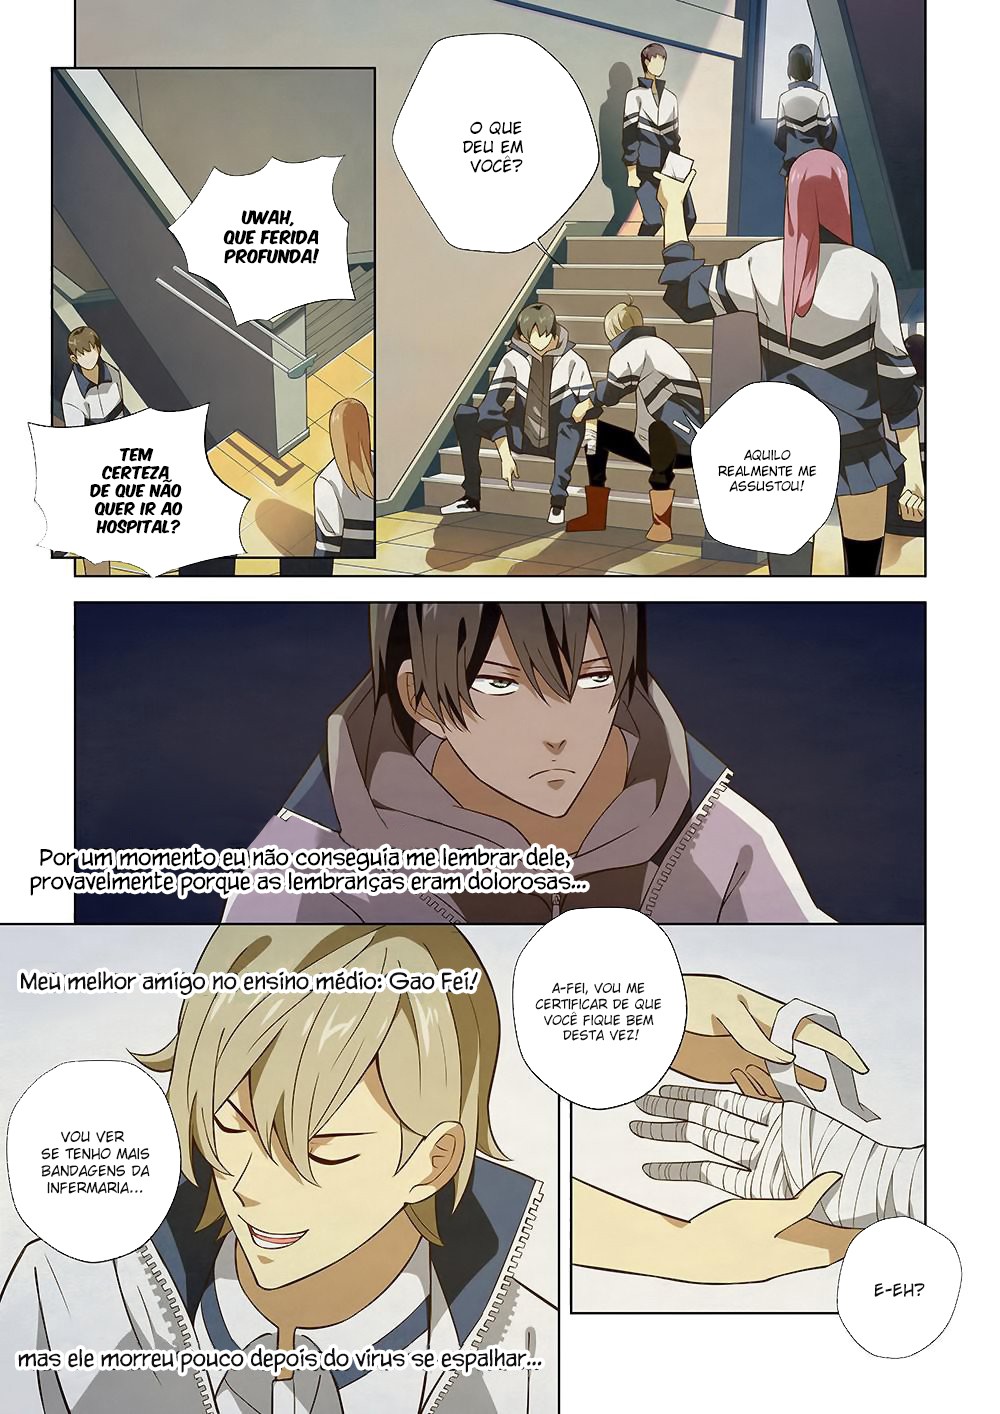 O QUE
DEU EM
VOCÊ?
UWAH,
QUE FERIDA
PROFUNDA!
TEM
CERTEZA
DE QUE NÃO
QUER IR AO
HOSPITAL?
AQUILO
REALMENTE ME
ASSUSTOU!
Por um momento eu não conseguia me lembrar dele,
provavelmente porque as lembranças eram dolorosas...
Meu melhor amigo no ensino médio: Gao Fei!
A-FEI, VOU ME
CERTIFICAR DE QUE
VOCÊ FIQUE BEM
DESTA VEZ!
VOU VER
SE TENHO MAIS
BANDAGENS DA
INFERMARIA...
E-EH?
mas ele morreu pouco depois do vírus se espalhar...